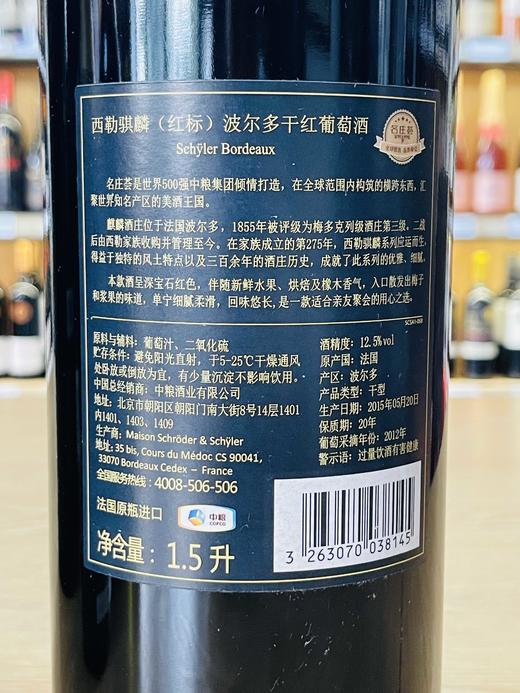 西勒骐麟（红标）波尔多干红葡萄酒
Schÿler Bordeaux
名庄荟
名庄荟是世界500强中粮集团倾情打造，在全球范围内构筑的横跨东西，汇
聚世界知名产区的美酒王国。
麒麟酒庄位于法国波尔多，1855年被评级为梅多克列级酒庄第三级，二战
后由西勒家族收购并管理至今。在家族成立的第275年，西勒骐麟系列应运而生，
得益于独特的风土特点以及三百余年的酒庄历史，成就了此系列的优雅、细腻。
本款酒呈深宝石红色，伴随新鲜水果、烘焙及橡木香气，入口散发出梅子
和浆果的味道，单宁细腻柔滑，回味悠长，是一款适合亲友聚会的用心之选。
原料与辅料：葡萄汁、二氧化硫
贮存条件：避免阳光直射，于5-25℃干燥通风
处卧放或倒放为宜，有少量沉淀不影响饮用。
中国总经销商：中粮酒业有限公司
地址：北京市朝阳区朝阳门南大街8号14层1401
内1401、1403、1409
生产商：Maison Schröder & Schÿler
地址：35 bis, Cours du Médoc CS 90041,
33070 Bordeaux Cedex – France
全国服务热线：4008-506-506
法国原瓶进口
中粮
COFCO
净含量：1.5升
酒精度：12.5%vol
原产国：法国
产区：波尔多
产品类型：干型
生产日期：2015年05月20日
保质期：20年
葡萄采摘年份：2012年
警示语：过量饮酒有害健康
3 263070 038145